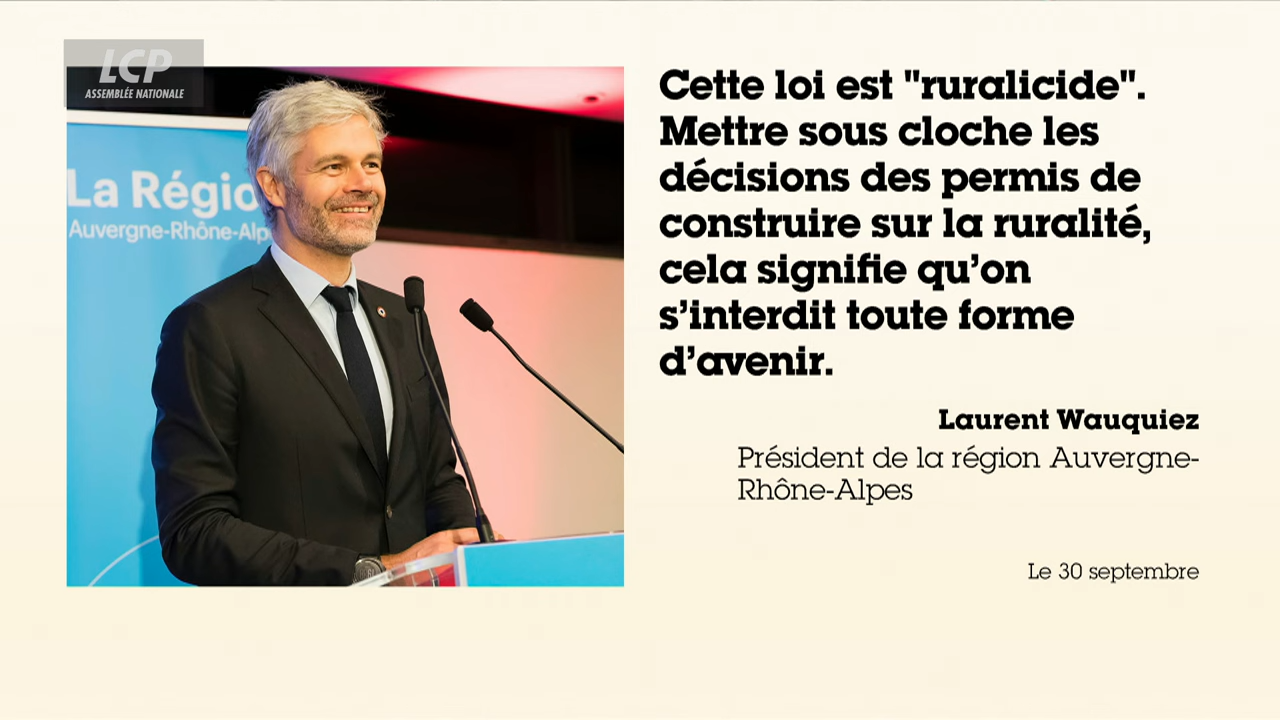 LCP
ASSEMBLÉE NATIONALE
La Régio
Auvergne-Rhône-Alp
Cette loi est "ruralicide".
Mettre sous cloche les
décisions des permis de
construire sur la ruralité,
cela signifie qu’on
s’interdit toute forme
d’avenir.
Laurent Wauquiez
Président de la région Auvergne-
Rhône-Alpes
Le 30 septembre